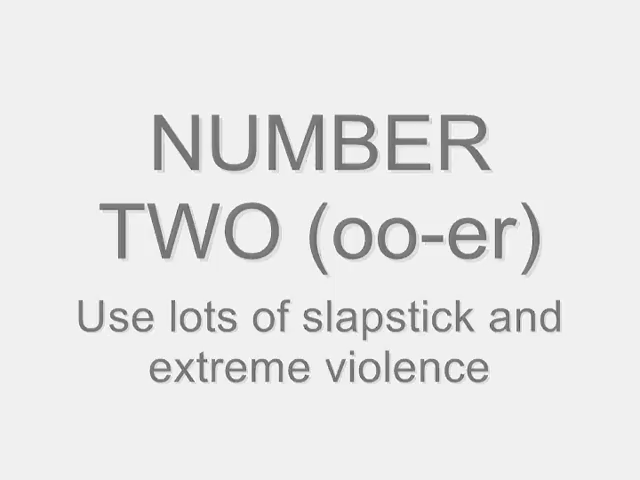 NUMBER
TWO (oo-er)
Use lots of slapstick and
extreme violence